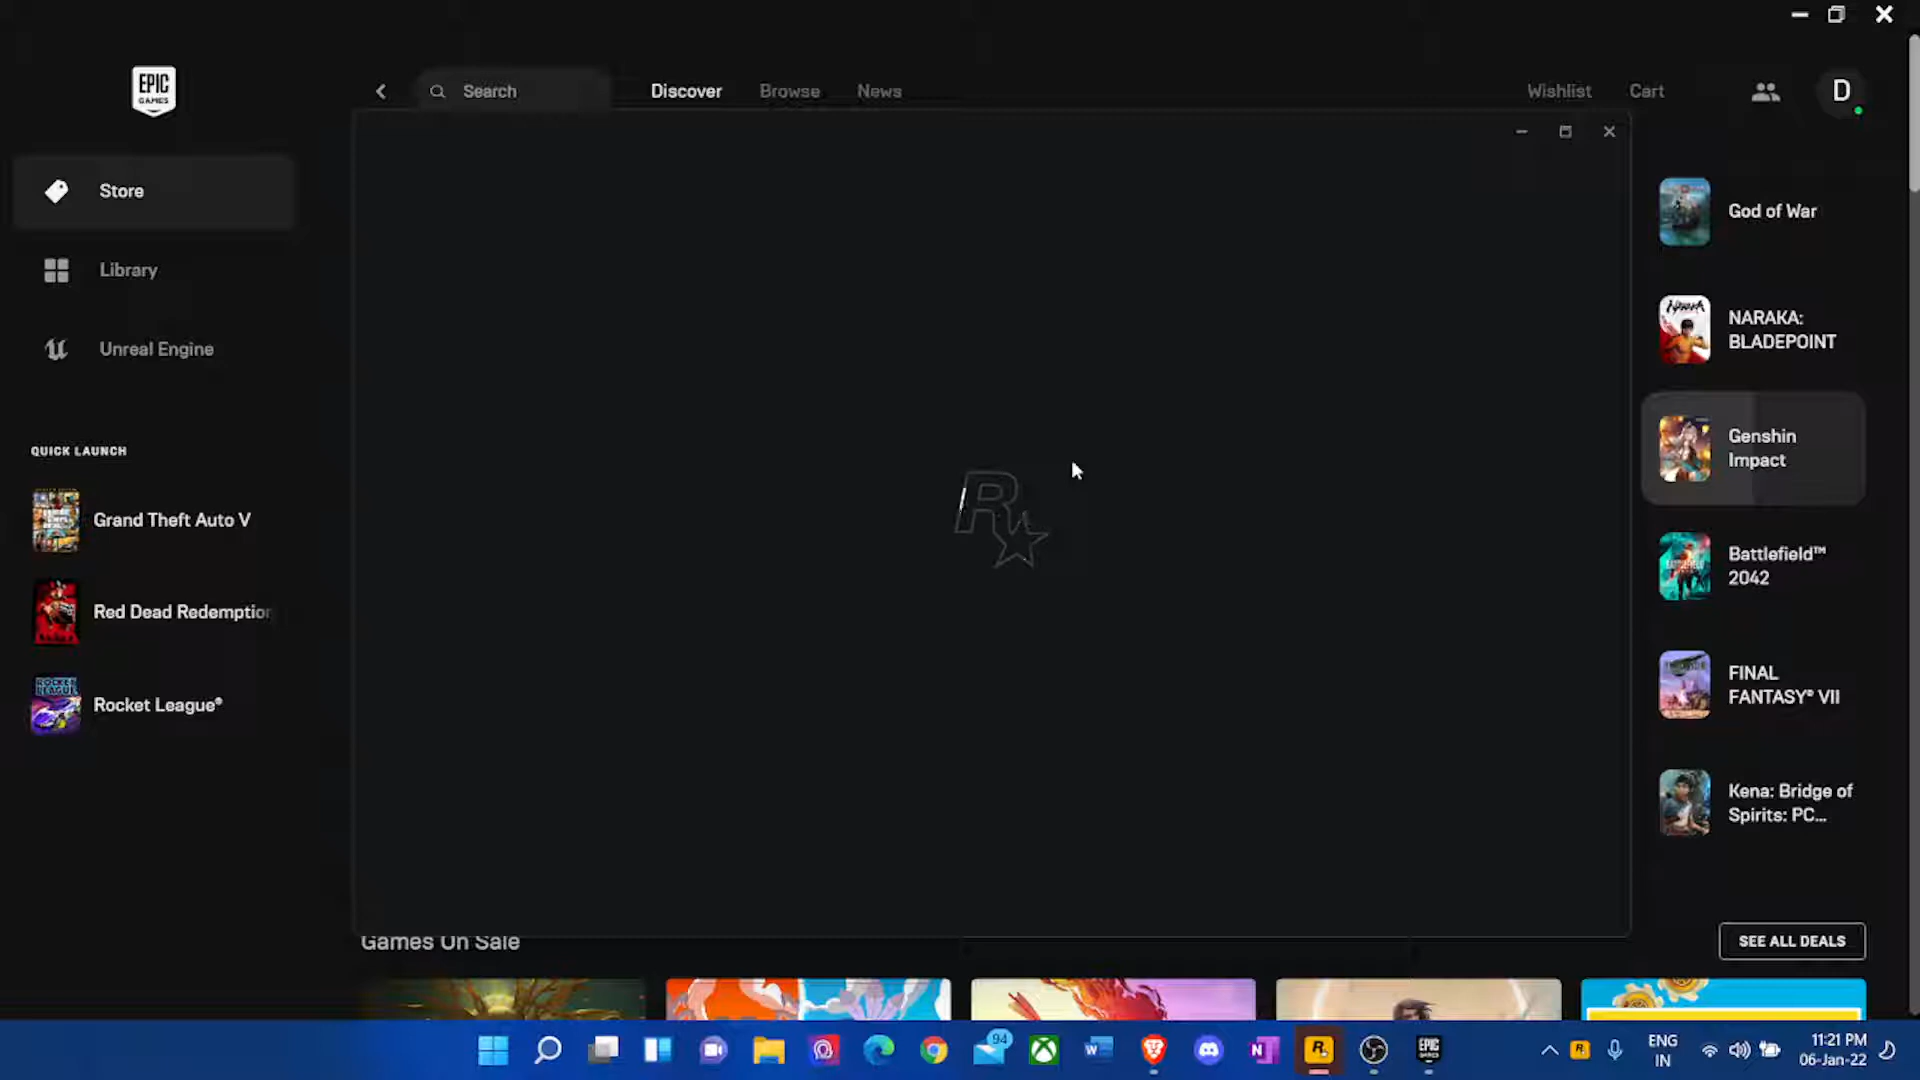 EPIC
GAMES
Search
Discover
Browse
News
Wishlist
Cart
D
Store
Library
Unreal Engine
QUICK LAUNCH
Grand Theft Auto V
Red Dead Redemption
Rocket League®
God of War
NARAKA:
BLADEPOINT
Genshin
Impact
Battlefield™
2042
FINAL
FANTASY® VII
Kena: Bridge of
Spirits: PC...
Games On Sale
SEE ALL DEALS
94
ENG
IN
11:21 PM
06-Jan-22